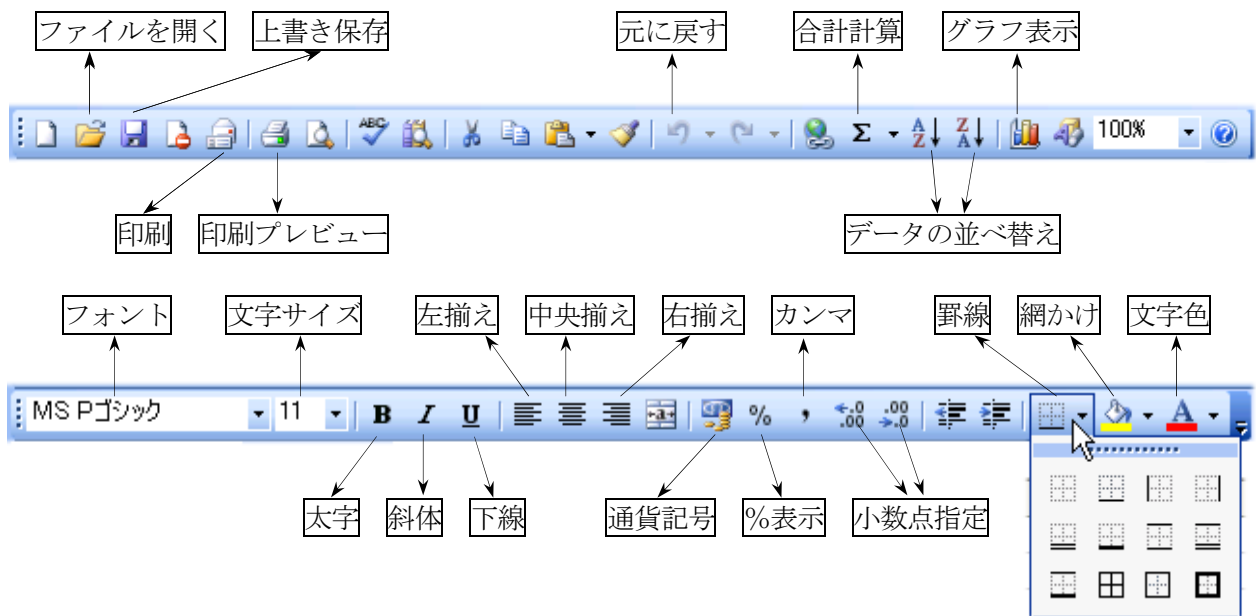 ファイルを開く 上書き保存 元に戻す 合計計算 グラフ表示
ABC Σ A Z Z A 100% ?
印刷 印刷プレビュー データの並べ替え
フォント 文字サイズ 左揃え 中央揃え 右揃え カンマ 罫線 網かけ 文字色
MS Pゴシック 11 B I U a % , .0 .00 .00 .0 A
太字 斜体 下線 通貨記号 %表示 小数点指定